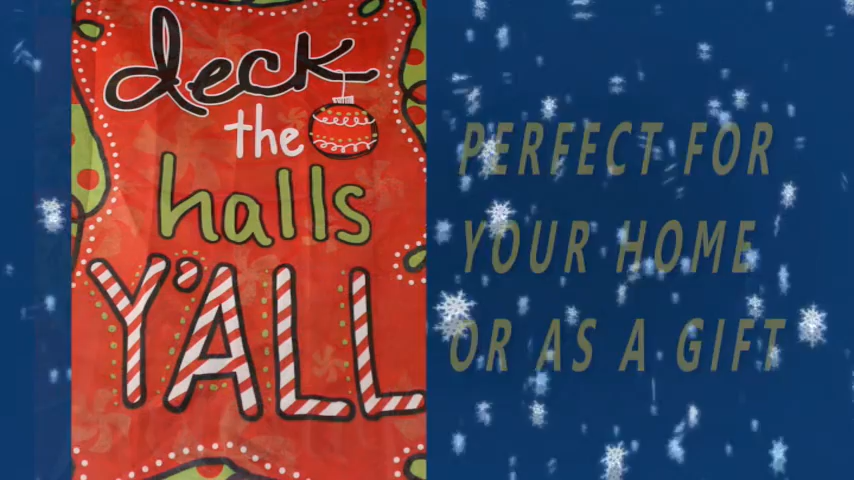 deck
the
halls
Y'ALL
PERFECT FOR
YOUR HOME
OR AS A GIFT